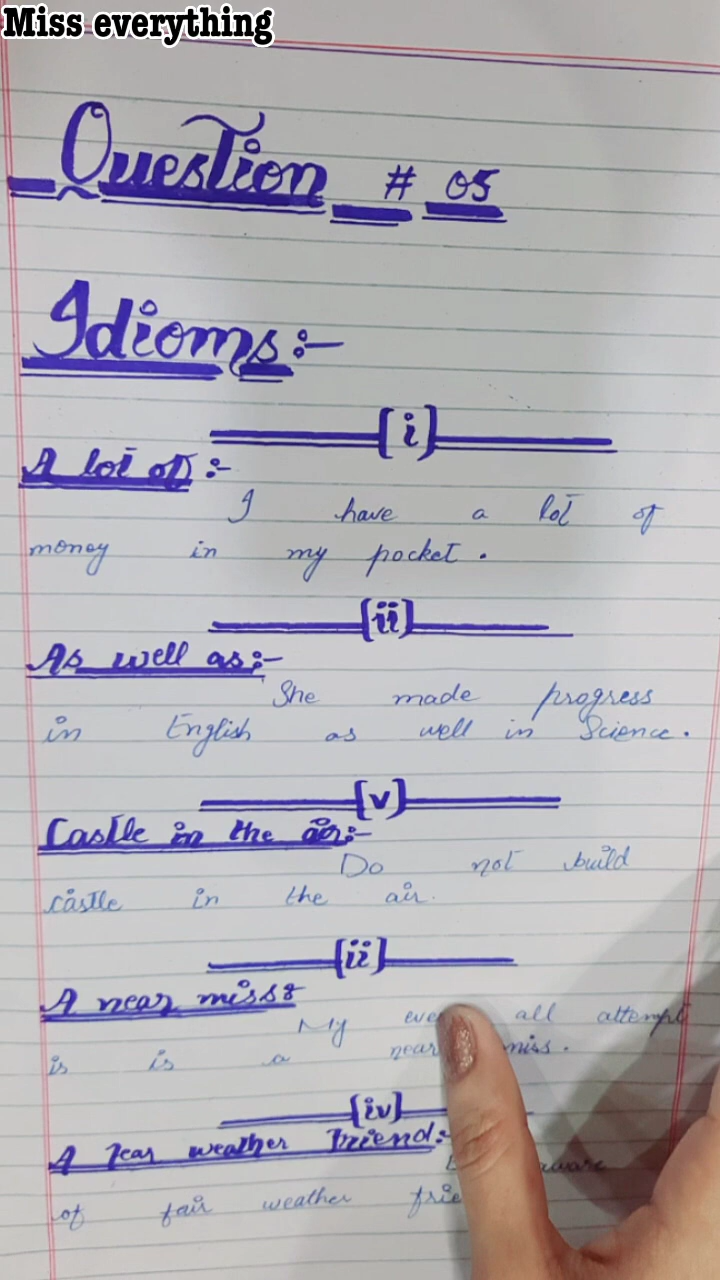 Miss everything
Question # 05
Idioms:-
[i]
A lot of:-
I have a lot of
money in my pocket.
[ii]
As well as:-
She made progress
in English as well in Science.
[v]
Castle in the air:-
Do not build
castle in the air.
[ii]
A near miss:
My all attempt
is is a near miss.
[iv]
A fear weather friend:-
of fair weather